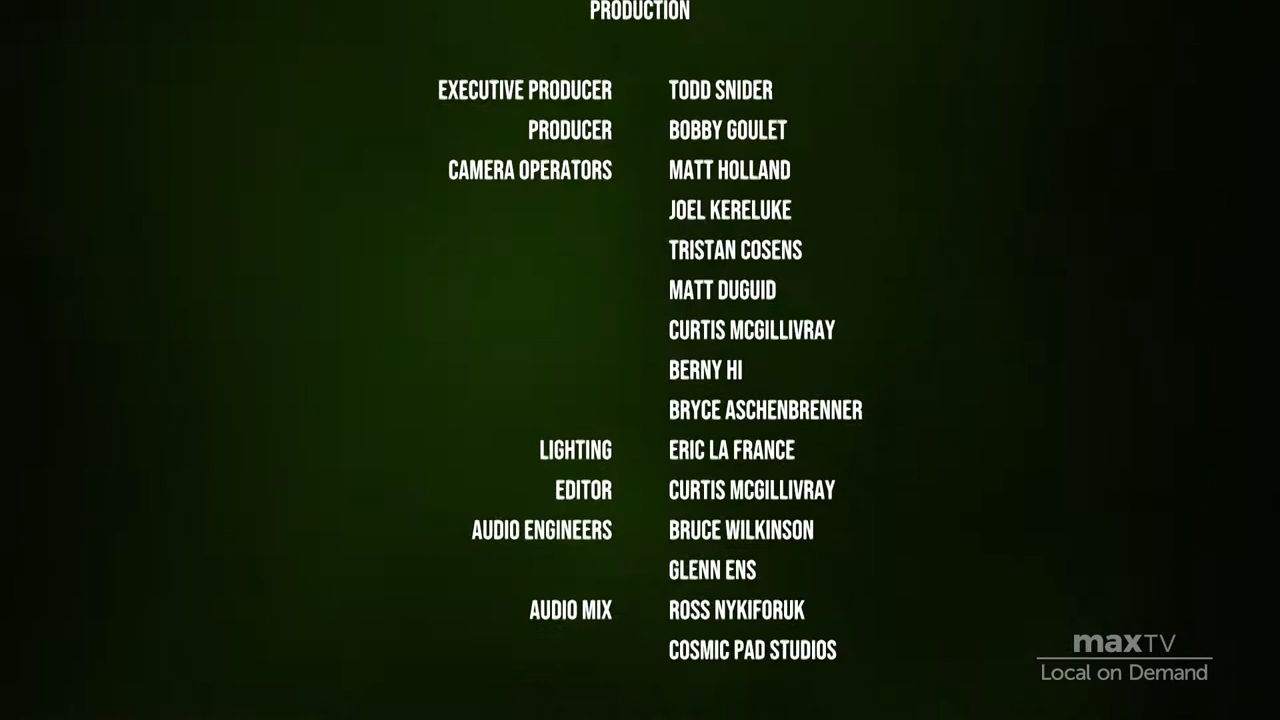 PRODUCTION
EXECUTIVE PRODUCER TODD SNIDER
PRODUCER BOBBY GOULET
CAMERA OPERATORS MATT HOLLAND
JOEL KERELUKE
TRISTAN COSENS
MATT DUGUID
CURTIS MCGILLIVRAY
BERNY HI
BRYCE ASCHENBRENNER
LIGHTING ERIC LA FRANCE
EDITOR CURTIS MCGILLIVRAY
AUDIO ENGINEERS BRUCE WILKINSON
GLENN ENS
AUDIO MIX ROSS NYKIFORUK
COSMIC PAD STUDIOS
maxTV
Local on Demand